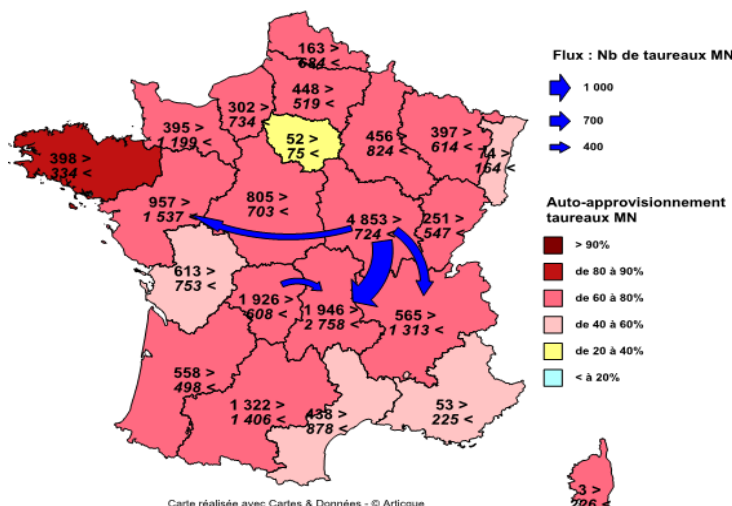 163 >
684 <
448 >
519 <
302 >
734
395 >
1 199 <
52 >
75 <
456
824 <
397 >
614 <
14 >
164 <
398 >
334 <
957 >
1 537 <
805 >
703 <
4 853 >
724 <
251 >
547 <
613 >
753 <
1 926 >
608 <
1 946 >
2 758 <
565 >
1 313 <
558 >
498 <
1 322 >
1 406 <
438 >
878 <
53 >
225 <
3 >
226 <
Flux : Nb de taureaux MN
1 000
700
400
Auto-approvisionnement
taureaux MN
> 90%
de 80 à 90%
de 60 à 80%
de 40 à 60%
de 20 à 40%
< à 20%
Carte réalisée avec Cartes & Données - © Articque